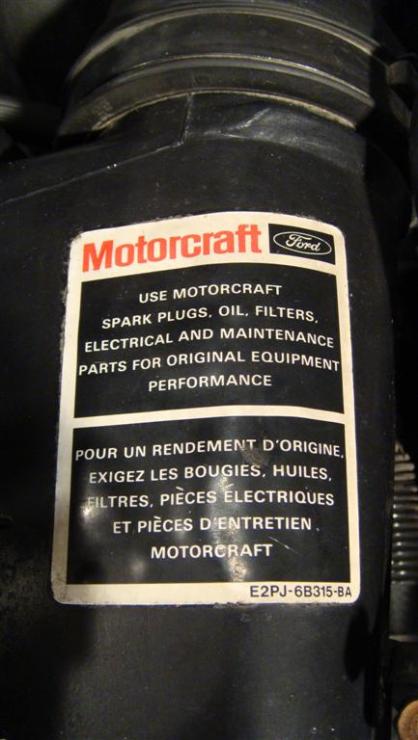 Motorcraft Ford
USE MOTORCRAFT
SPARK PLUGS, OIL, FILTERS,
ELECTRICAL AND MAINTENANCE
PARTS FOR ORIGINAL EQUIPMENT
PERFORMANCE
POUR UN RENDEMENT D'ORIGINE,
EXIGEZ LES BOUGIES, HUILES,
FILTRES, PIÈCES ELECTRIQUES
ET PIÈCES D'ENTRETIEN
MOTORCRAFT
E2PJ-6B315-BA